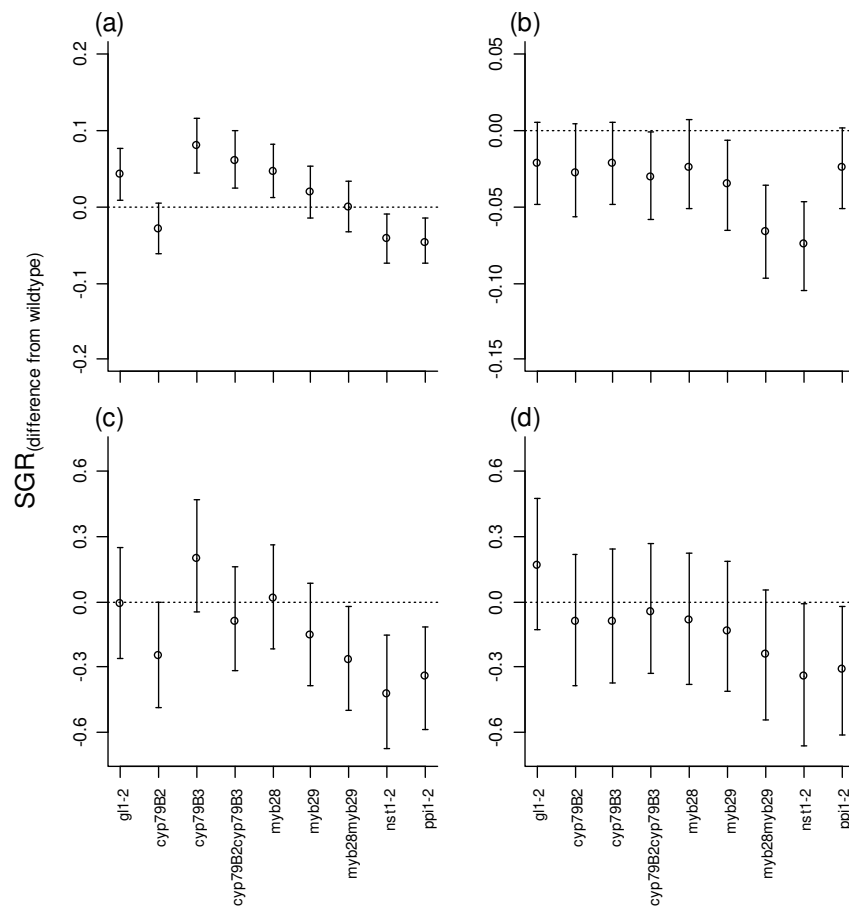 (a)
(b)
0.2
0.1
0.0
-0.1
-0.2
0.05
0.00
-0.05
-0.10
-0.15
SGR(difference from wildtype)
(c)
(d)
0.6
0.3
0.0
-0.3
-0.6
0.6
0.3
0.0
-0.3
-0.6
gl1-2
cyp79B2
cyp79B3
cyp79B2cyp79B3
myb28
myb29
myb28myb29
nst1-2
ppi1-2
gl1-2
cyp79B2
cyp79B3
cyp79B2cyp79B3
myb28
myb29
myb28myb29
nst1-2
ppi1-2